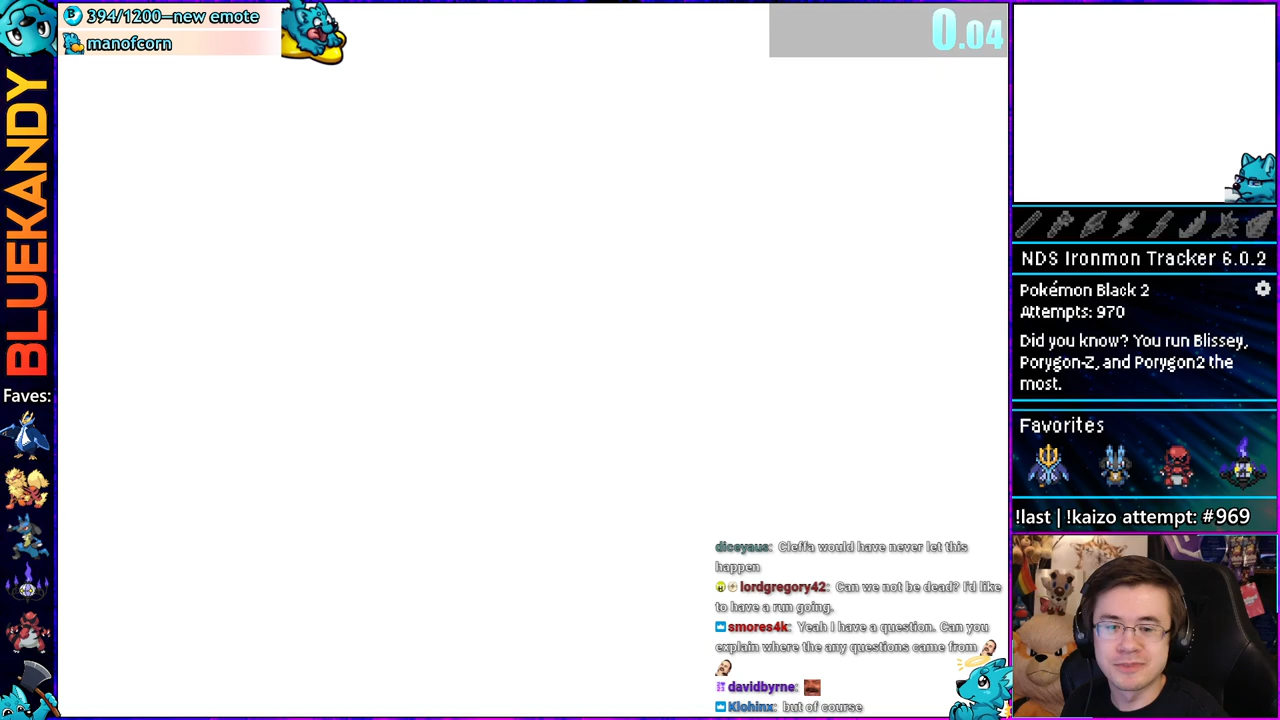 394/1200—new emote
manofcorn
0.04
BLUEKANDY
Faves:
NDS Ironmon Tracker 6.0.2
Pokémon Black 2
Attempts: 970
Did you know? You run Blissey,
Porygon-Z, and Porygon2 the
most.
Favorites
!last | !kaizo attempt: #969
diceyaus: Cleffa would have never let this
happen
lordgregory42: Can we not be dead? I'd like
to have a run going.
smores4k: Yeah I have a question. Can you
explain where the any questions came from
davidbyrne:
Klohinx: but of course